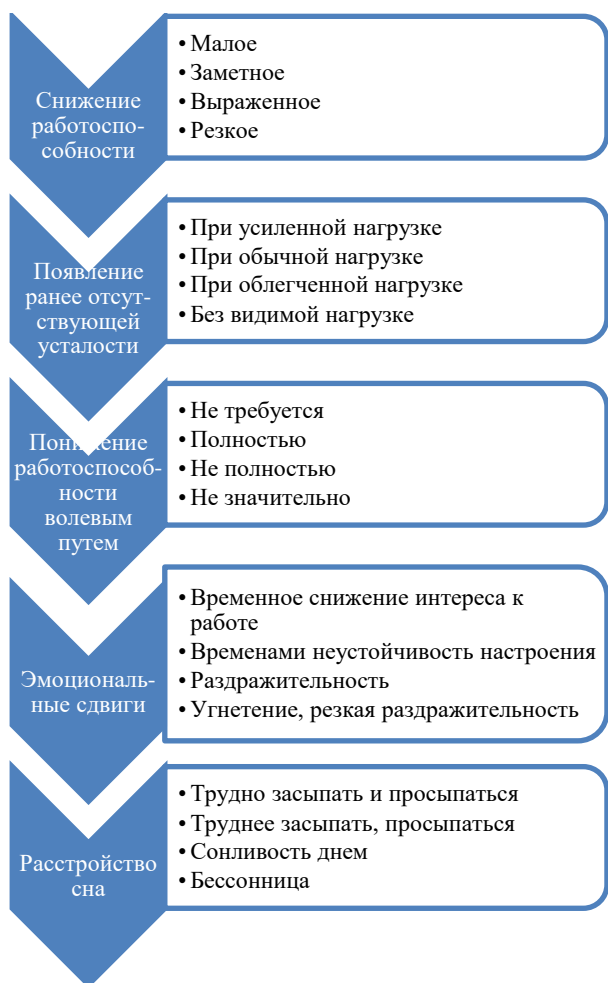 Снижение
работоспо-
собности
• Малое
• Заметное
• Выраженное
• Резкое
Появление
ранее отсут-
ствующей
усталости
• При усиленной нагрузке
• При обычной нагрузке
• При облегченной нагрузке
• Без видимой нагрузке
Понижение
работоспособ-
ности
волевым
путем
• Не требуется
• Полностью
• Не полностью
• Не значительно
Эмоциональ-
ные сдвиги
• Временное снижение интереса к
работе
• Временами неустойчивость настроения
• Раздражительность
• Угнетение, резкая раздражительность
Расстройство
сна
• Трудно засыпать и просыпаться
• Труднее засыпать, просыпаться
• Сонливость днем
• Бессонница